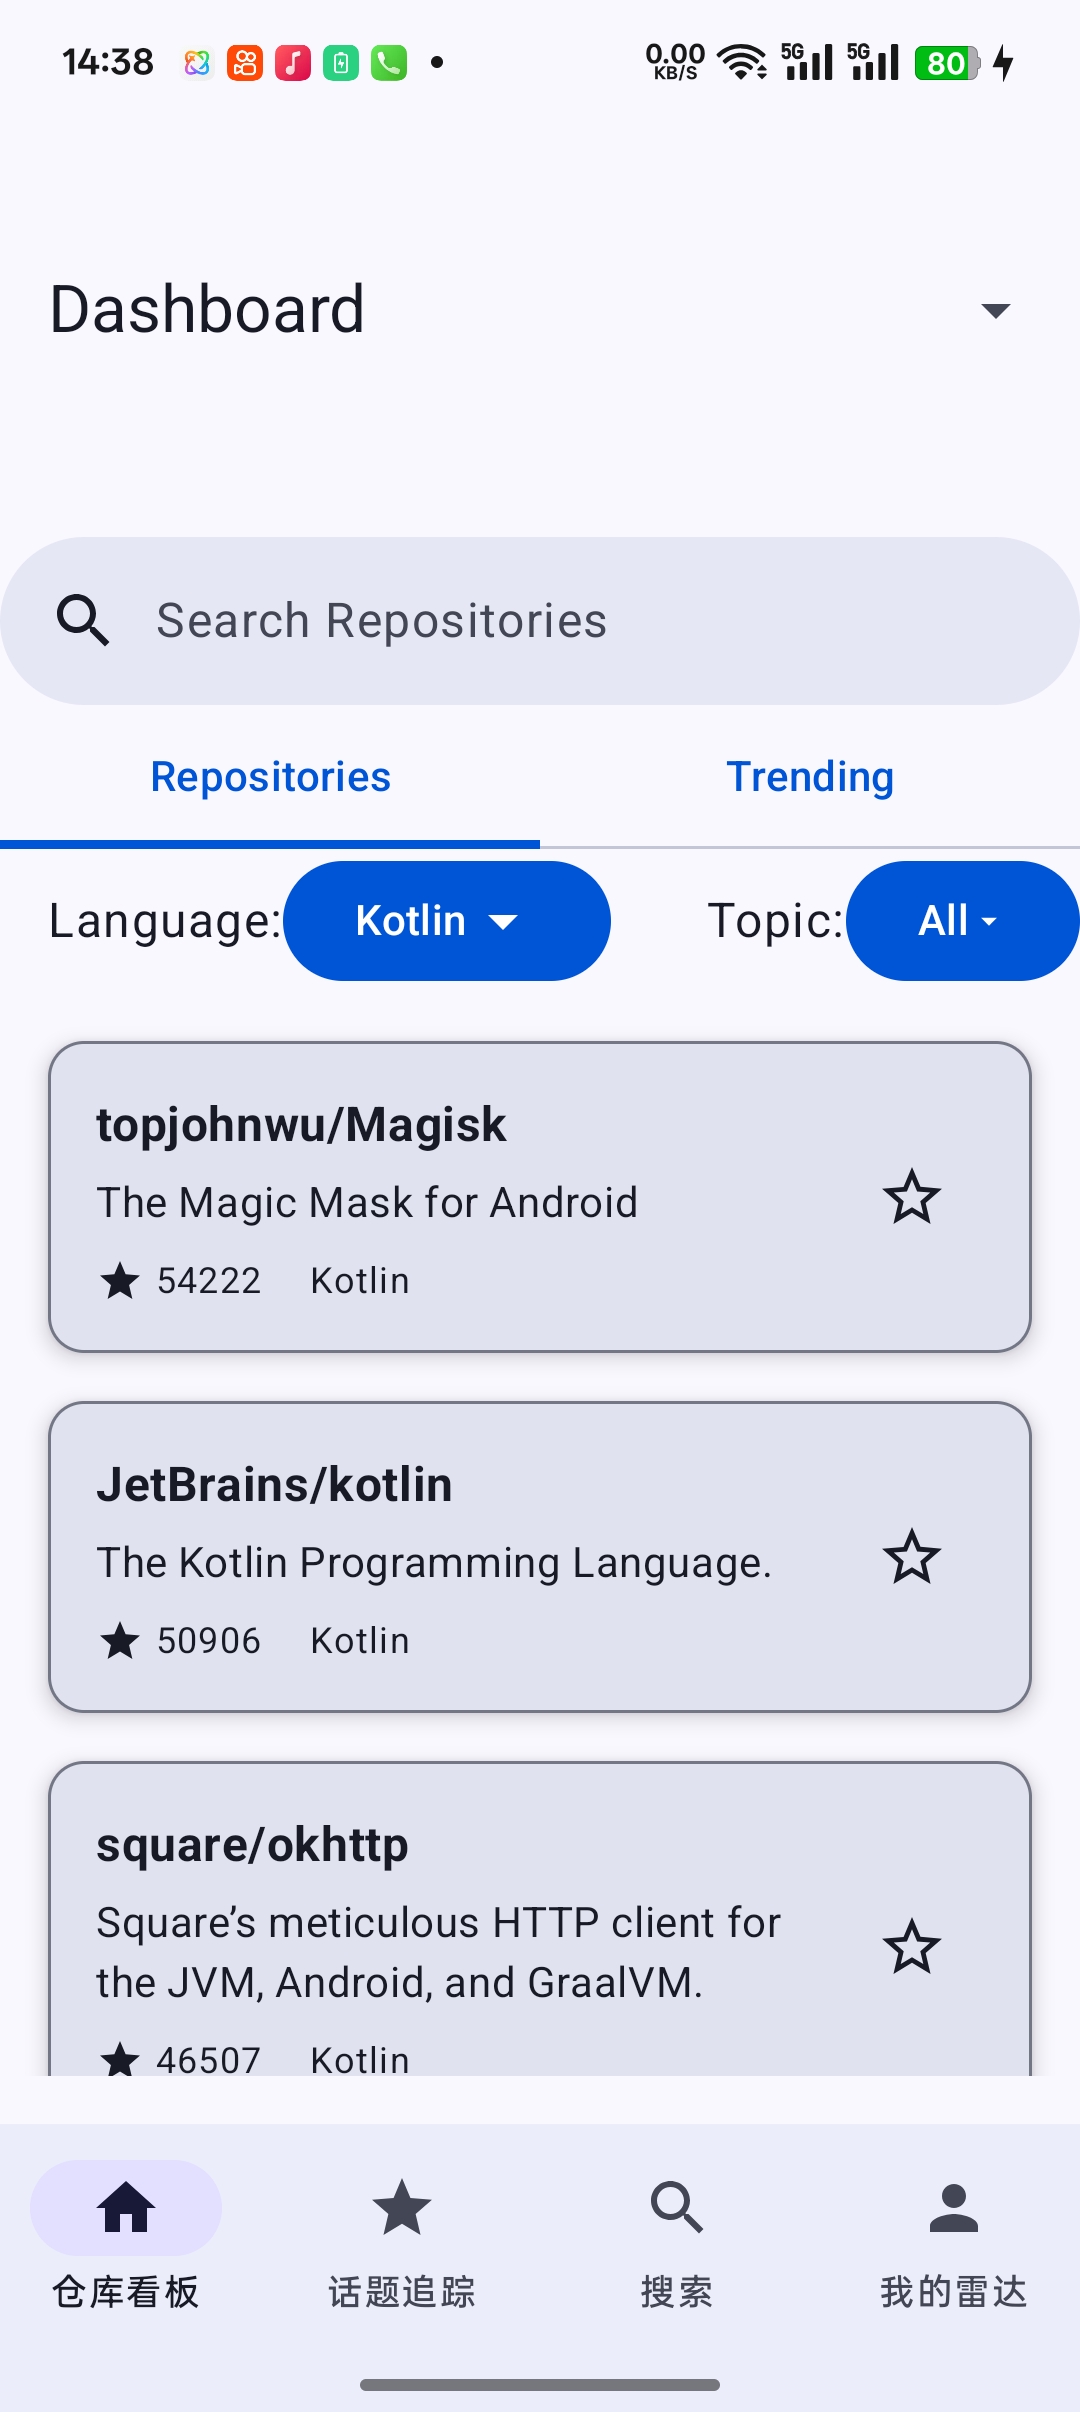 14:38
0.00
KB/S
5G
5G
80
Dashboard
Search Repositories
Repositories
Trending
Language:
Kotlin
Topic:
All
topjohnwu/Magisk
The Magic Mask for Android
54222 Kotlin
JetBrains/kotlin
The Kotlin Programming Language.
50906 Kotlin
square/okhttp
Square’s meticulous HTTP client for
the JVM, Android, and GraalVM.
46507 Kotlin
仓库看板
话题追踪
搜索
我的雷达